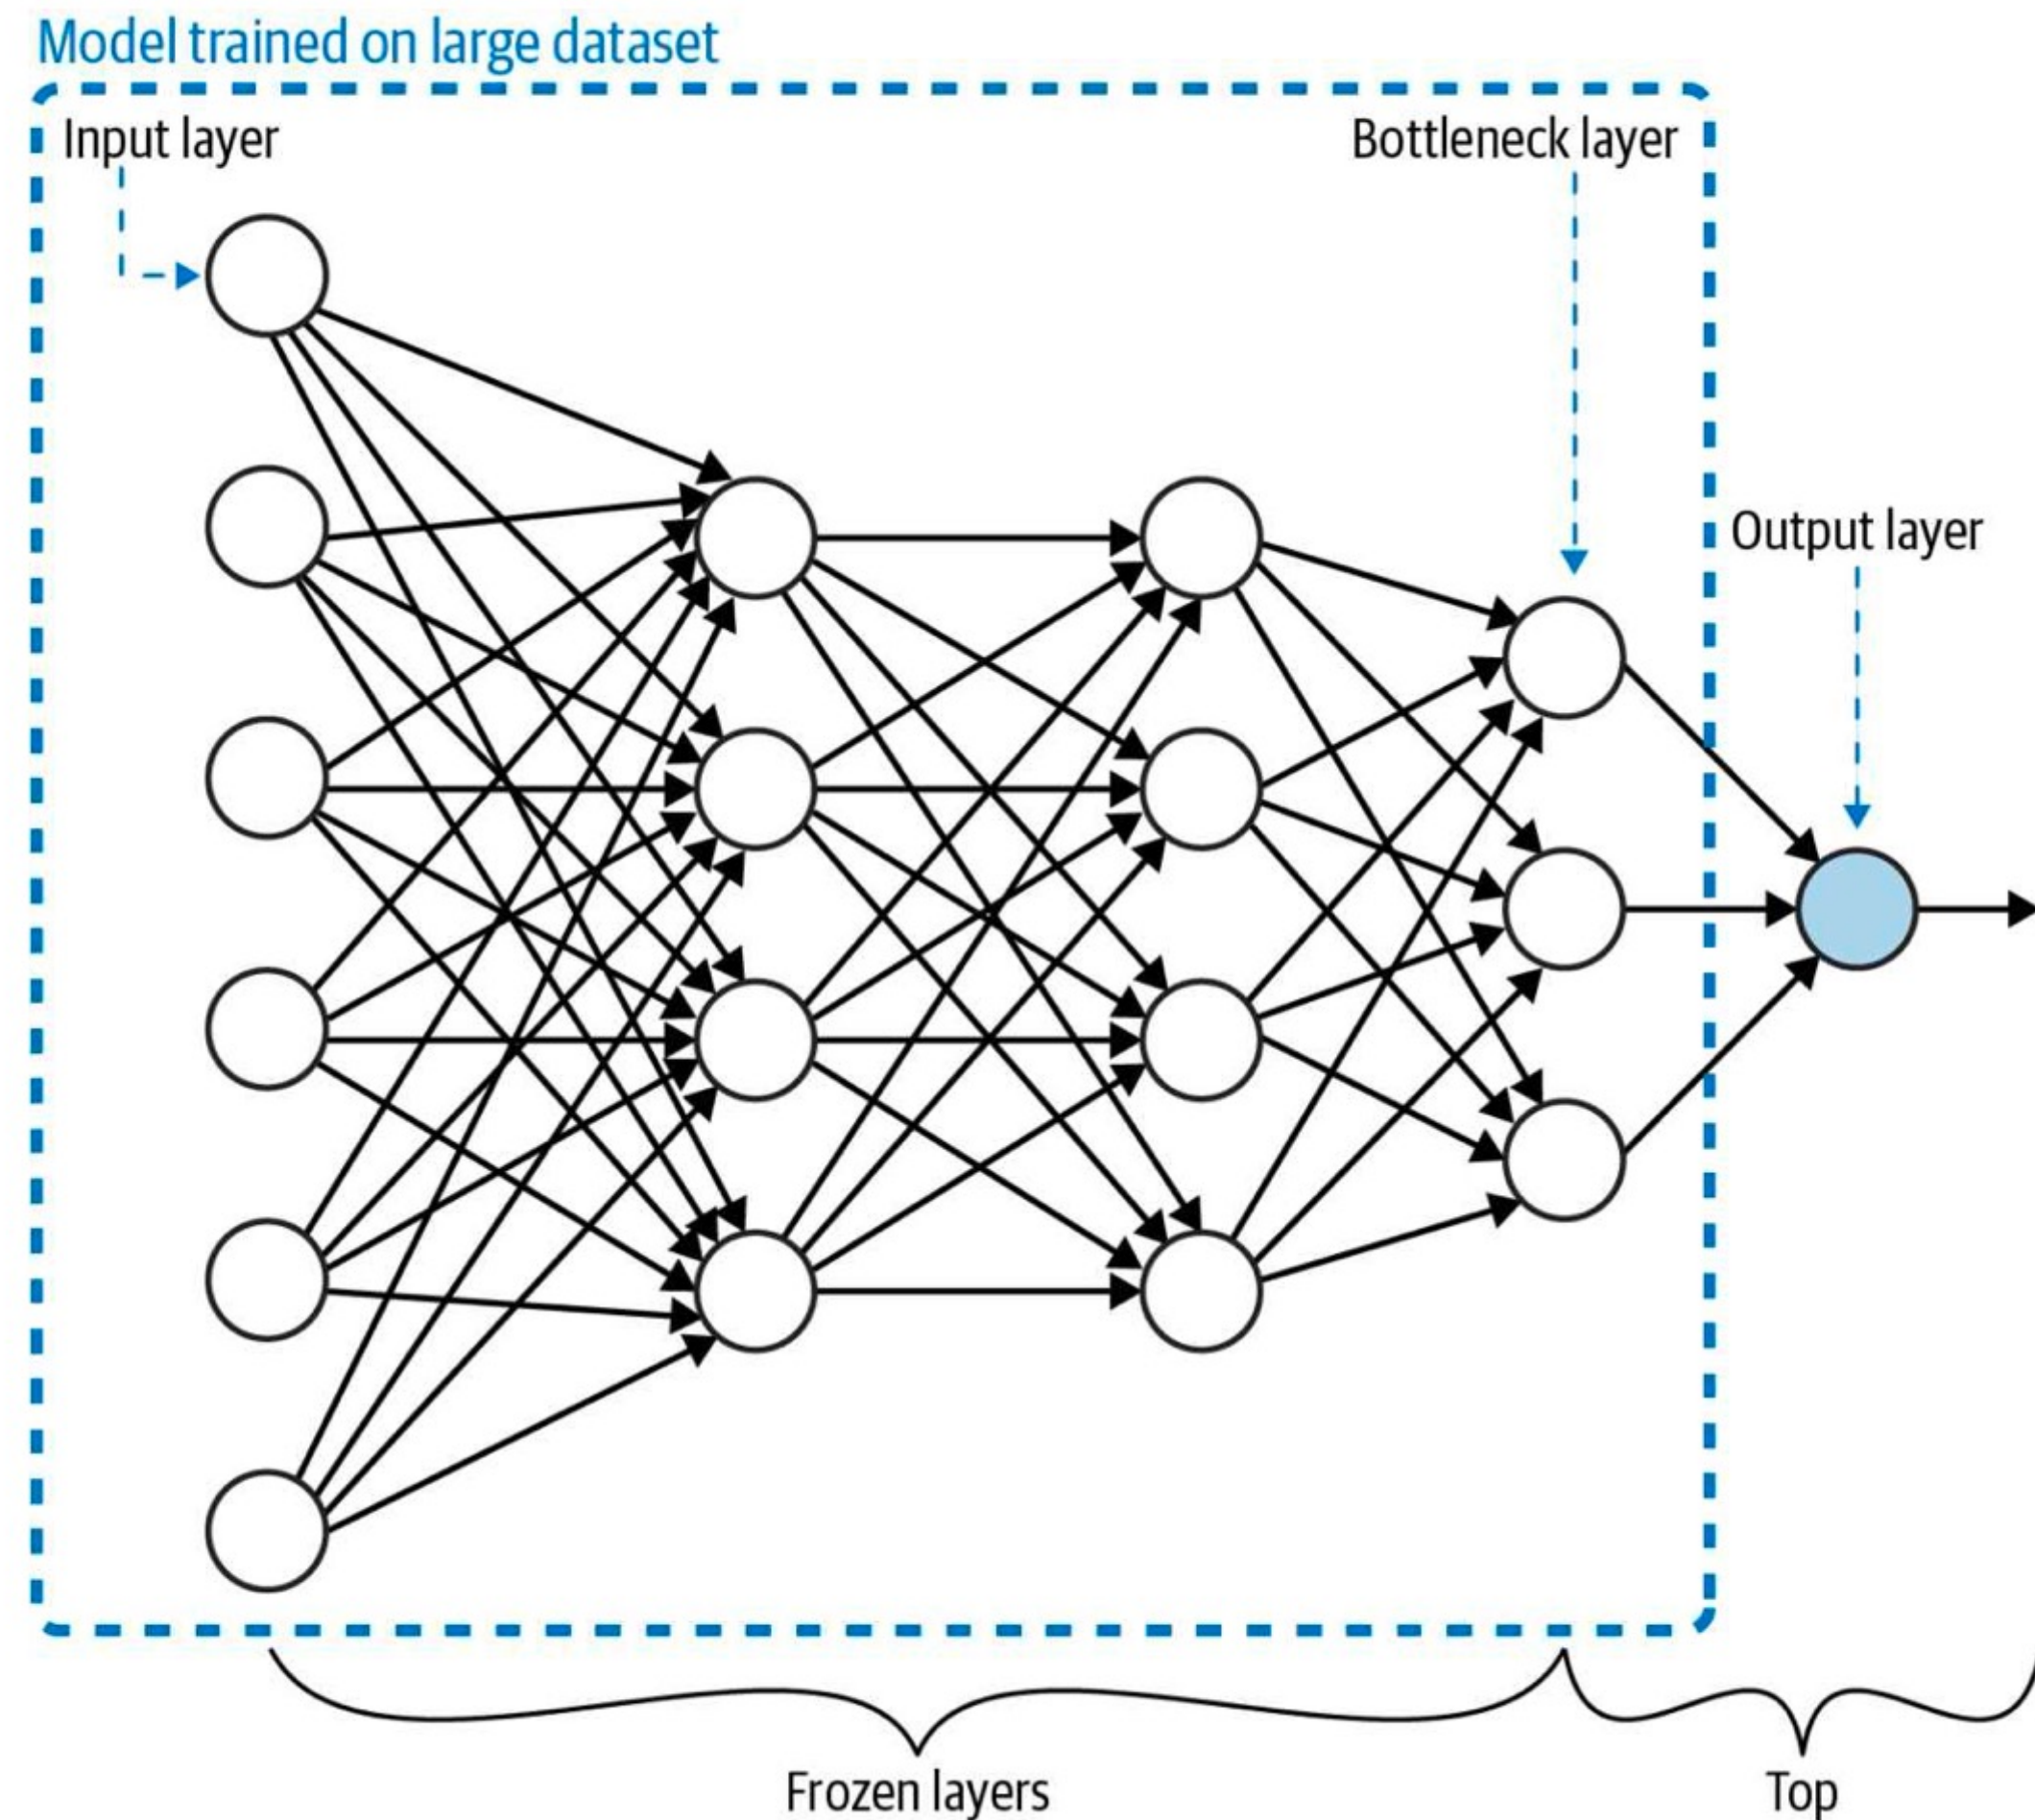 Model trained on large dataset
Input layer
Bottleneck layer
Output layer
Frozen layers
Top